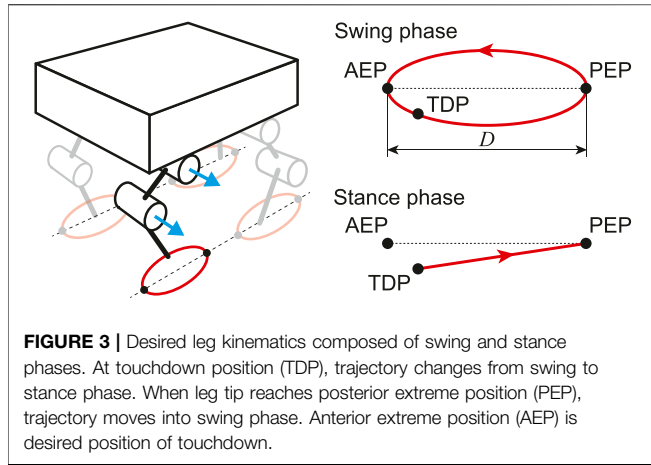 Swing phase
AEP
PEP
TDP
D
Stance phase
AEP
PEP
TDP
FIGURE 3 | Desired leg kinematics composed of swing and stance
phases. At touchdown position (TDP), trajectory changes from swing to
stance phase. When leg tip reaches posterior extreme position (PEP),
trajectory moves into swing phase. Anterior extreme position (AEP) is
desired position of touchdown.